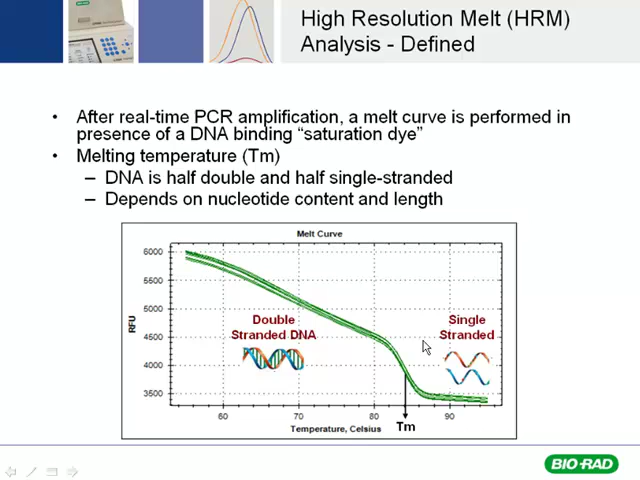 High Resolution Melt (HRM)
Analysis - Defined
• After real-time PCR amplification, a melt curve is performed in
presence of a DNA binding “saturation dye”
• Melting temperature (Tm)
– DNA is half double and half single-stranded
– Depends on nucleotide content and length
Melt Curve
6000
5500
5000
4500
4000
3500
RFU
Double
Stranded DNA
Single
Stranded
60 70 80 90
Temperature, Celsius
Tm
BIO-RAD